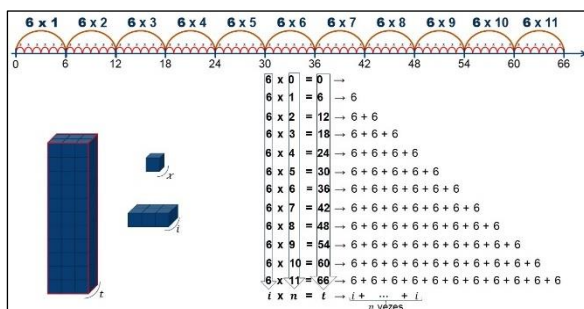 6 x 1 6 x 2 6 x 3 6 x 4 6 x 5 6 x 6 6 x 7 6 x 8 6 x 9 6 x 10 6 x 11
0 6 12 18 24 30 36 42 48 54 60 66
6 x 0 = 0 →
6 x 1 = 6 → 6
6 x 2 = 12 → 6 + 6
6 x 3 = 18 → 6 + 6 + 6
6 x 4 = 24 → 6 + 6 + 6 + 6
6 x 5 = 30 → 6 + 6 + 6 + 6 + 6
6 x 6 = 36 → 6 + 6 + 6 + 6 + 6 + 6
6 x 7 = 42 → 6 + 6 + 6 + 6 + 6 + 6 + 6
6 x 8 = 48 → 6 + 6 + 6 + 6 + 6 + 6 + 6 + 6
6 x 9 = 54 → 6 + 6 + 6 + 6 + 6 + 6 + 6 + 6 + 6
6 x 10 = 60 → 6 + 6 + 6 + 6 + 6 + 6 + 6 + 6 + 6 + 6
6 x 11 = 66 → 6 + 6 + 6 + 6 + 6 + 6 + 6 + 6 + 6 + 6 + 6
i x n = t → i + ... + i
n vezes
x
i
t